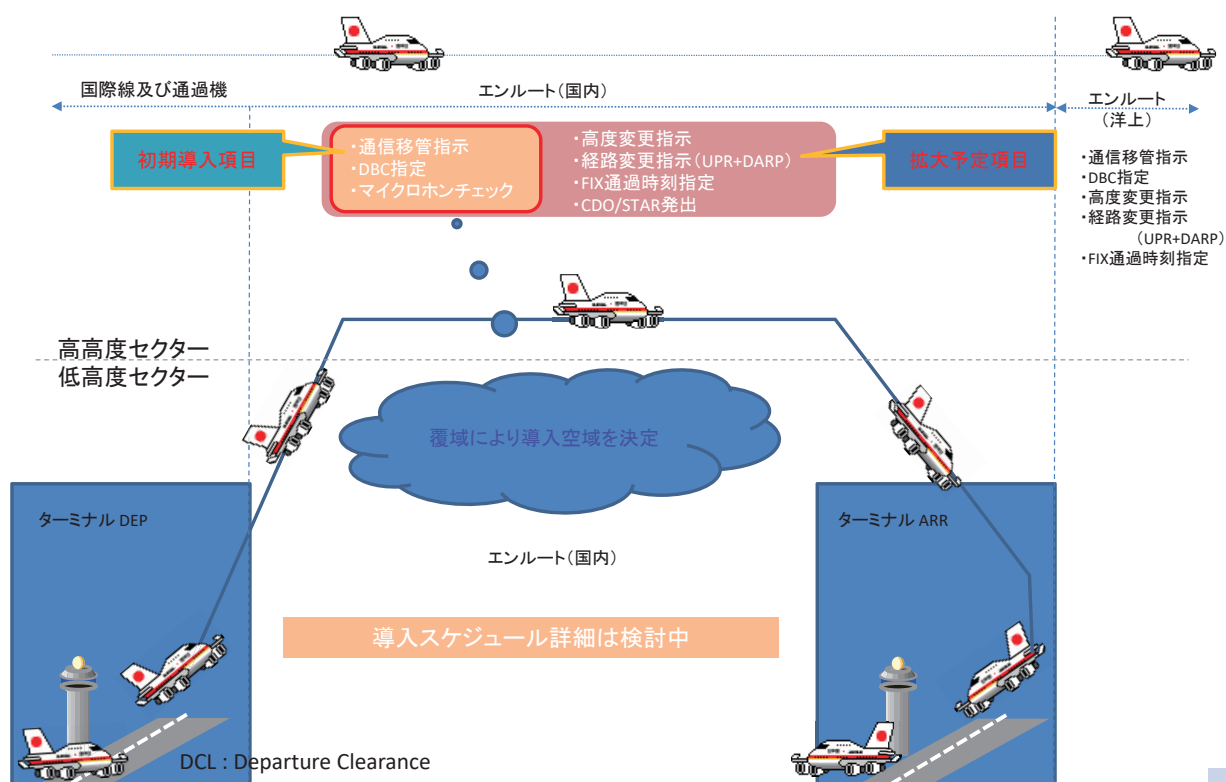 国際線及び通過機
エンルート(国内)
エンルート
(洋上)
初期導入項目
・通信移管指示
・DBC指定
・マイクロホンチェック
・高度変更指示
・経路変更指示(UPR+DARP)
・FIX通過時刻指定
・CDO/STAR発出
拡大予定項目
・通信移管指示
・DBC指定
・高度変更指示
・経路変更指示
(UPR+DARP)
・FIX通過時刻指定
高高度セクター
低高度セクター
覆域により導入空域を決定
ターミナル DEP
ターミナル ARR
エンルート(国内)
導入スケジュール詳細は検討中
DCL : Departure Clearance